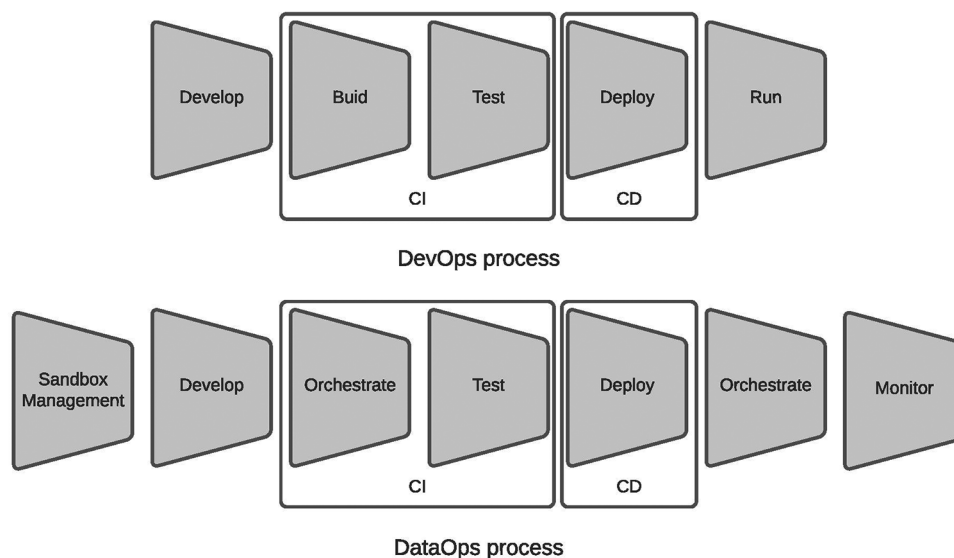 Develop
Buid
Test
Deploy
Run
CI
CD
DevOps process
Sandbox
Management
Develop
Orchestrate
Test
Deploy
Orchestrate
Monitor
CI
CD
DataOps process